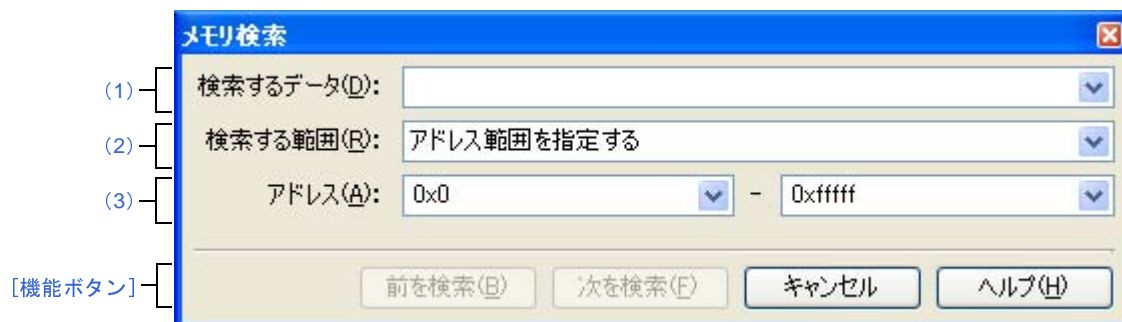 メモリ検索
(1) 検索するデータ(D):
(2) 検索する範囲(R): アドレス範囲を指定する
(3) アドレス(A): 0x0 - 0xfffff
[機能ボタン] 前を検索(B) 次を検索(F) キャンセル ヘルプ(H)